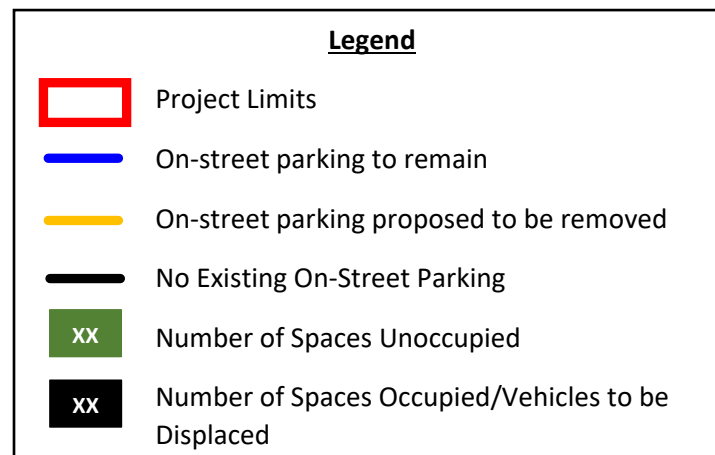 Legend
Project Limits
On-street parking to remain
On-street parking proposed to be removed
No Existing On-Street Parking
XX Number of Spaces Unoccupied
XX Number of Spaces Occupied/Vehicles to be
Displaced